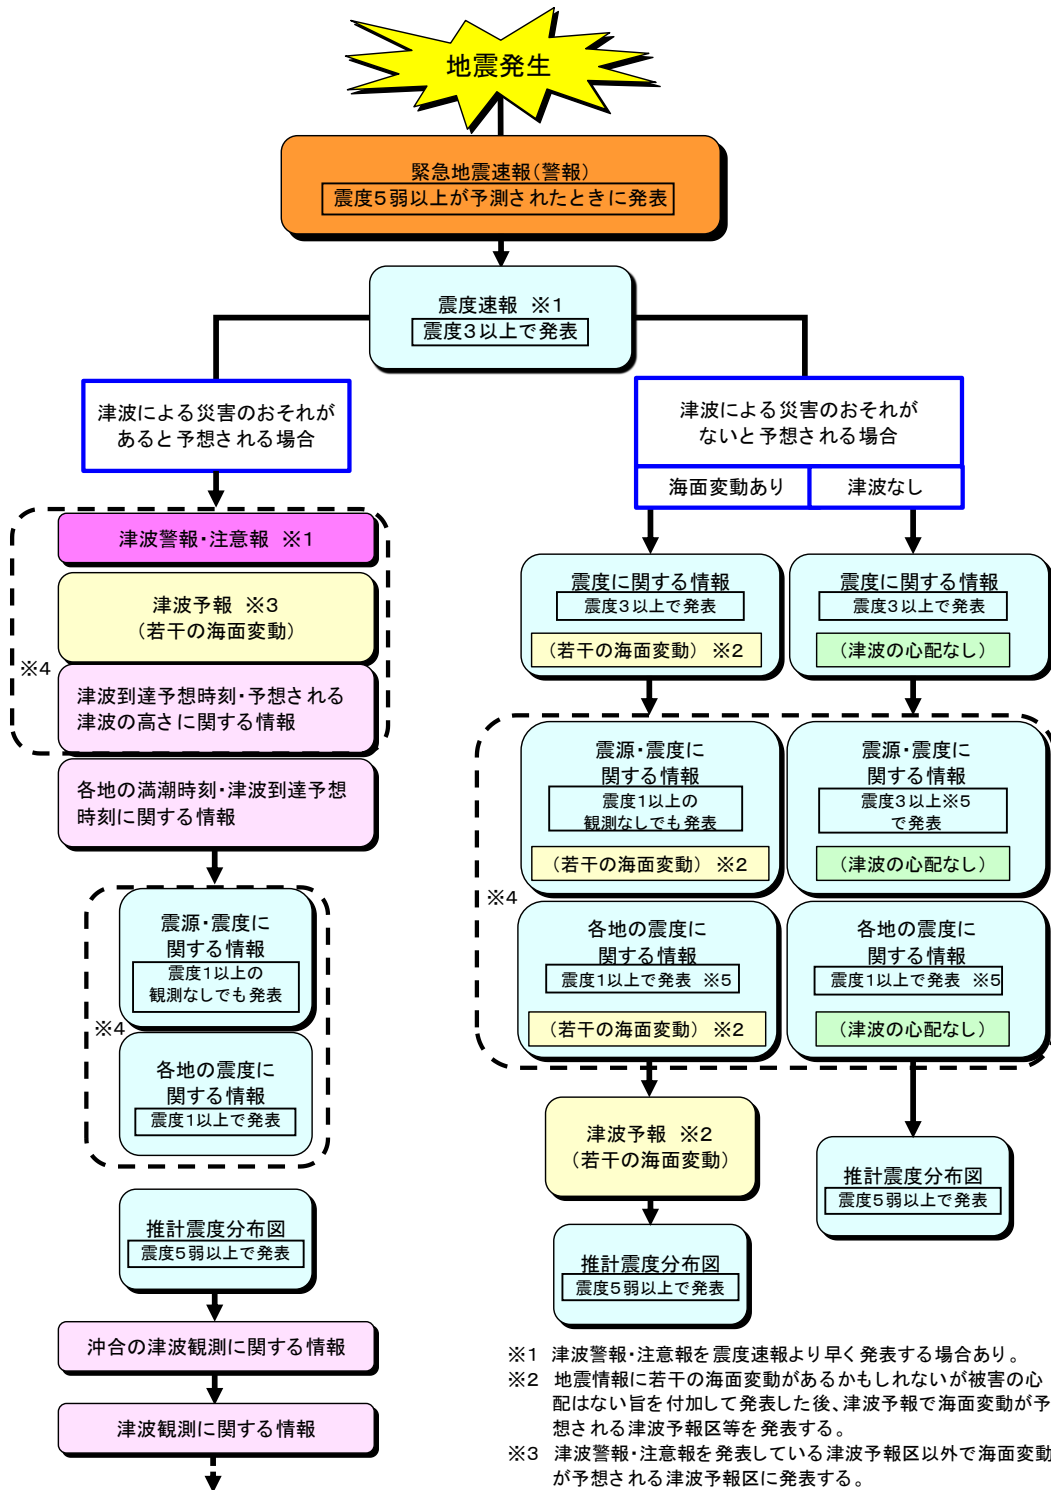 地震発生
緊急地震速報(警報)
震度5弱以上が予測されたときに発表
震度速報 ※1
震度3以上で発表
津波による災害のおそれが
あると予想される場合
津波警報・注意報 ※1
津波予報 ※3
(若干の海面変動)
※4
津波到達予想時刻・予想される
津波の高さに関する情報
各地の満潮時刻・津波到達予想
時刻に関する情報
震源・震度に
関する情報
震度1以上の
観測なしでも発表
※4
各地の震度に
関する情報
震度1以上で発表
推計震度分布図
震度5弱以上で発表
沖合の津波観測に関する情報
津波観測に関する情報
津波による災害のおそれが
ないと予想される場合
海面変動あり
津波なし
震度に関する情報
震度3以上で発表
(若干の海面変動) ※2
震源・震度に
関する情報
震度1以上の
観測なしでも発表
(若干の海面変動) ※2
※4
各地の震度に
関する情報
震度1以上で発表 ※5
(若干の海面変動) ※2
津波予報 ※2
(若干の海面変動)
推計震度分布図
震度5弱以上で発表
震度に関する情報
震度3以上で発表
(津波の心配なし)
震源・震度に
関する情報
震度3以上※5
で発表
(津波の心配なし)
各地の震度に
関する情報
震度1以上で発表 ※5
(津波の心配なし)
推計震度分布図
震度5弱以上で発表
※1 津波警報・注意報を震度速報より早く発表する場合あり。
※2 地震情報に若干の海面変動があるかもしれないが被害の心
配はない旨を付加して発表した後、津波予報で海面変動が予
想される津波予報区等を発表する。
※3 津波警報・注意報を発表している津波予報区以外で海面変動
が予想される津波予報区に発表する。